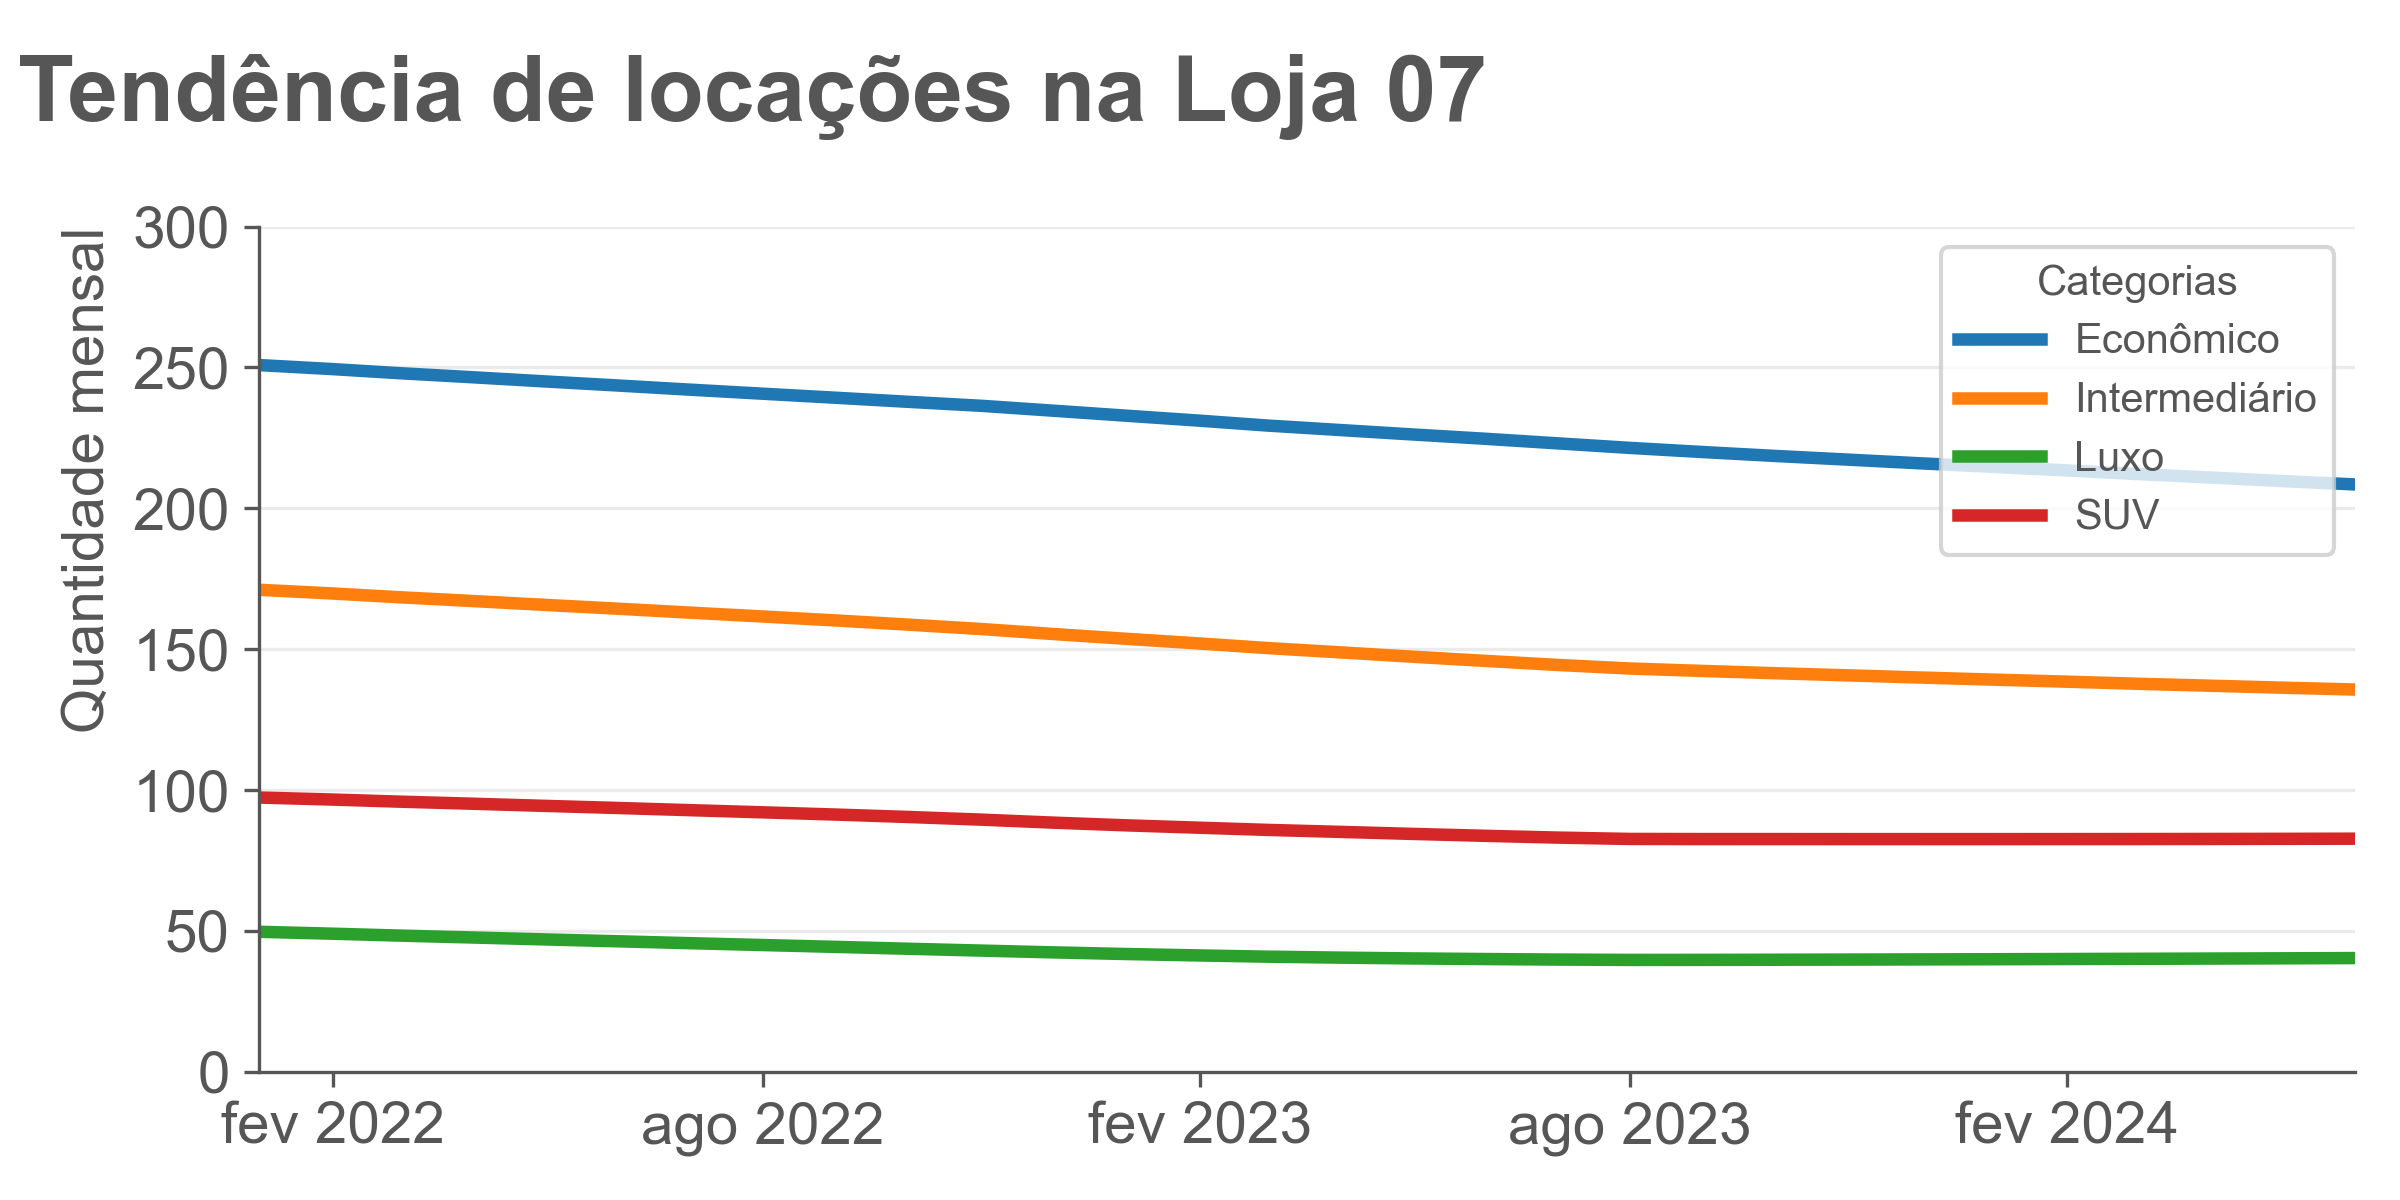 Tendência de locações na Loja 07
Quantidade mensal
300
250
200
150
100
50
0
Categorias
Econômico
Intermediário
Luxo
SUV
fev 2022
ago 2022
fev 2023
ago 2023
fev 2024